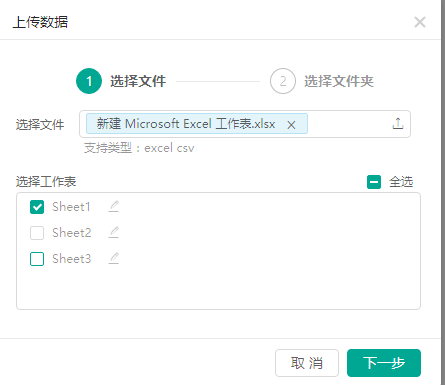 上传数据
1 选择文件 2 选择文件夹
选择文件 新建 Microsoft Excel 工作表.xlsx
支持类型：excel csv
选择工作表 全选
Sheet1
Sheet2
Sheet3
取 消 下一步